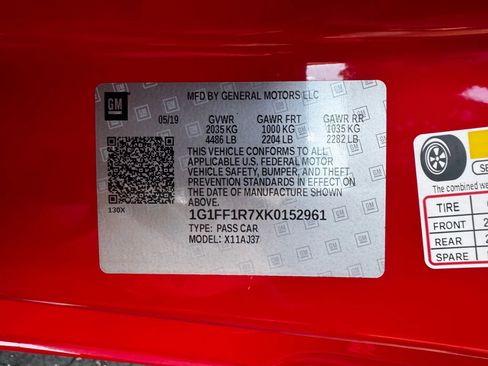 GM
MFD BY GENERAL MOTORS LLC
05/19 GVWR GAWR FRT GAWR RR
2035 KG 1000 KG 1035 KG
4486 LB 2204 LB 2282 LB
THIS VEHICLE CONFORMS TO ALL
APPLICABLE U.S. FEDERAL MOTOR
VEHICLE SAFETY, BUMPER, AND THEFT
PREVENTION STANDARDS IN EFFECT ON
THE DATE OF MANUFACTURE SHOWN
ABOVE.
130X
1G1FF1R7XK0152961
TYPE: PASS CAR
MODEL: X11AJ37
The combined
TIRE
FRONT
REAR
SPARE